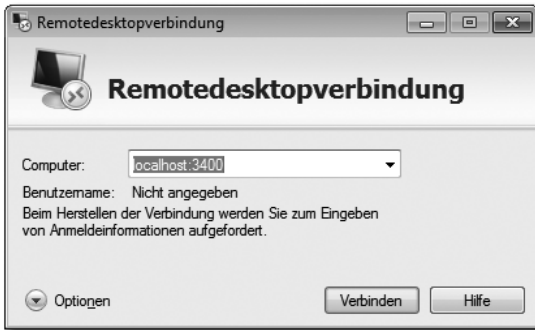 Remotedesktopverbindung
Remotedesktopverbindung
Computer: localhost:3400
Benutzername: Nicht angegeben
Beim Herstellen der Verbindung werden Sie zum Eingeben
von Anmeldeinformationen aufgefordert.
Optionen Verbinden Hilfe